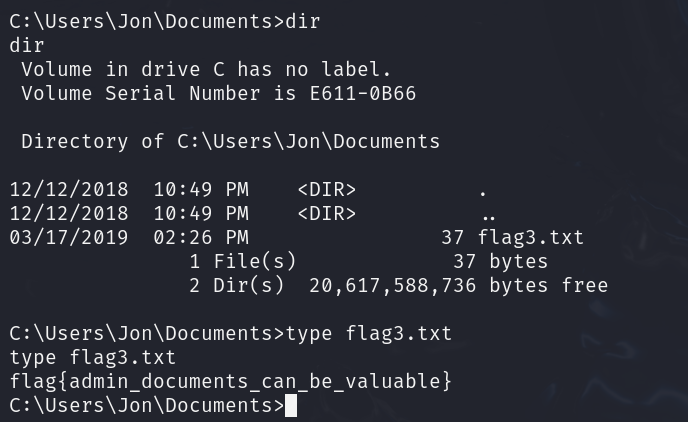 C:\Users\Jon\Documents>dir
dir
 Volume in drive C has no label.
 Volume Serial Number is E611-0B66

 Directory of C:\Users\Jon\Documents

12/12/2018  10:49 PM    <DIR>          .
12/12/2018  10:49 PM    <DIR>          ..
03/17/2019  02:26 PM                37 flag3.txt
               1 File(s)             37 bytes
               2 Dir(s)  20,617,588,736 bytes free

C:\Users\Jon\Documents>type flag3.txt
type flag3.txt
flag{admin_documents_can_be_valuable}
C:\Users\Jon\Documents>